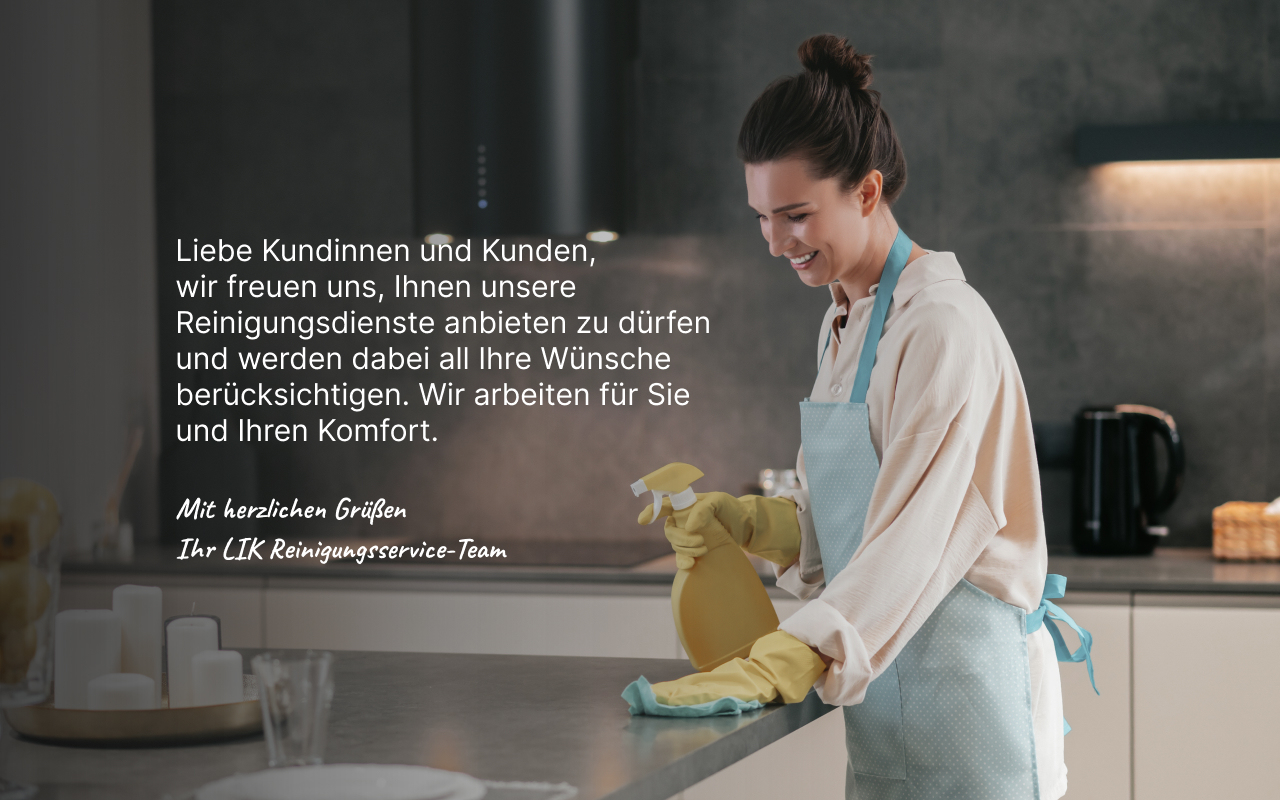 Liebe Kundinnen und Kunden,
wir freuen uns, Ihnen unsere
Reinigungsdienste anbieten zu dürfen
und werden dabei all Ihre Wünsche
berücksichtigen. Wir arbeiten für Sie
und Ihren Komfort.
Mit herzlichen Grüßen
Ihr LIK Reinigungsservice-Team